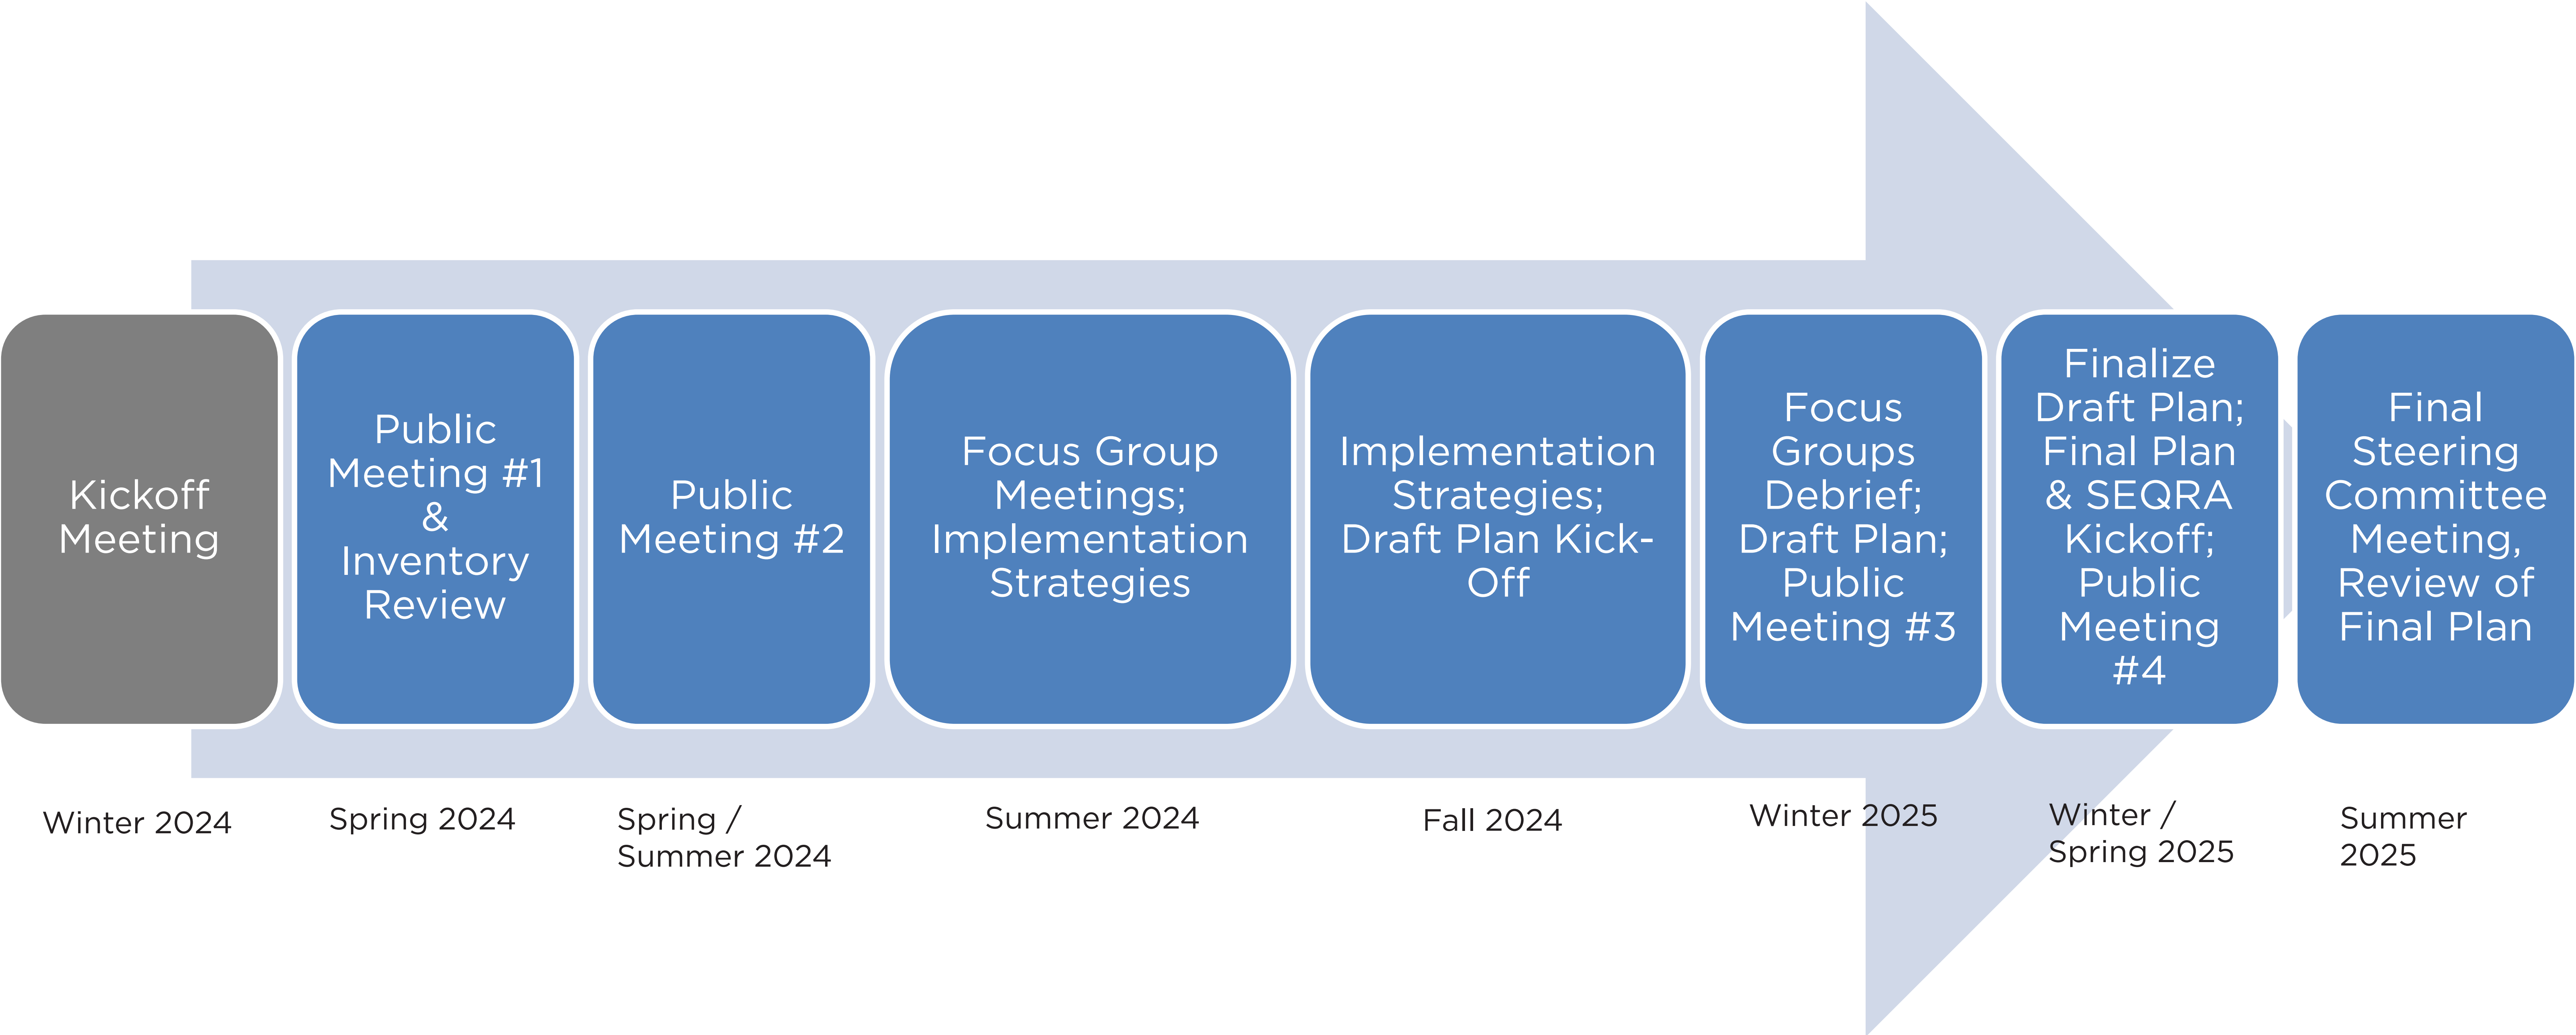 Kickoff
Meeting
Public
Meeting #1
&
Inventory
Review
Public
Meeting #2
Focus Group
Meetings;
Implementation
Strategies
Implementation
Strategies;
Draft Plan Kick-
Off
Focus
Groups
Debrief;
Draft Plan;
Public
Meeting #3
Finalize
Draft Plan;
Final Plan
& SEQRA
Kickoff;
Public
Meeting
#4
Final
Steering
Committee
Meeting,
Review of
Final Plan
Winter 2024
Spring 2024
Spring /
Summer 2024
Summer 2024
Fall 2024
Winter 2025
Winter /
Spring 2025
Summer
2025